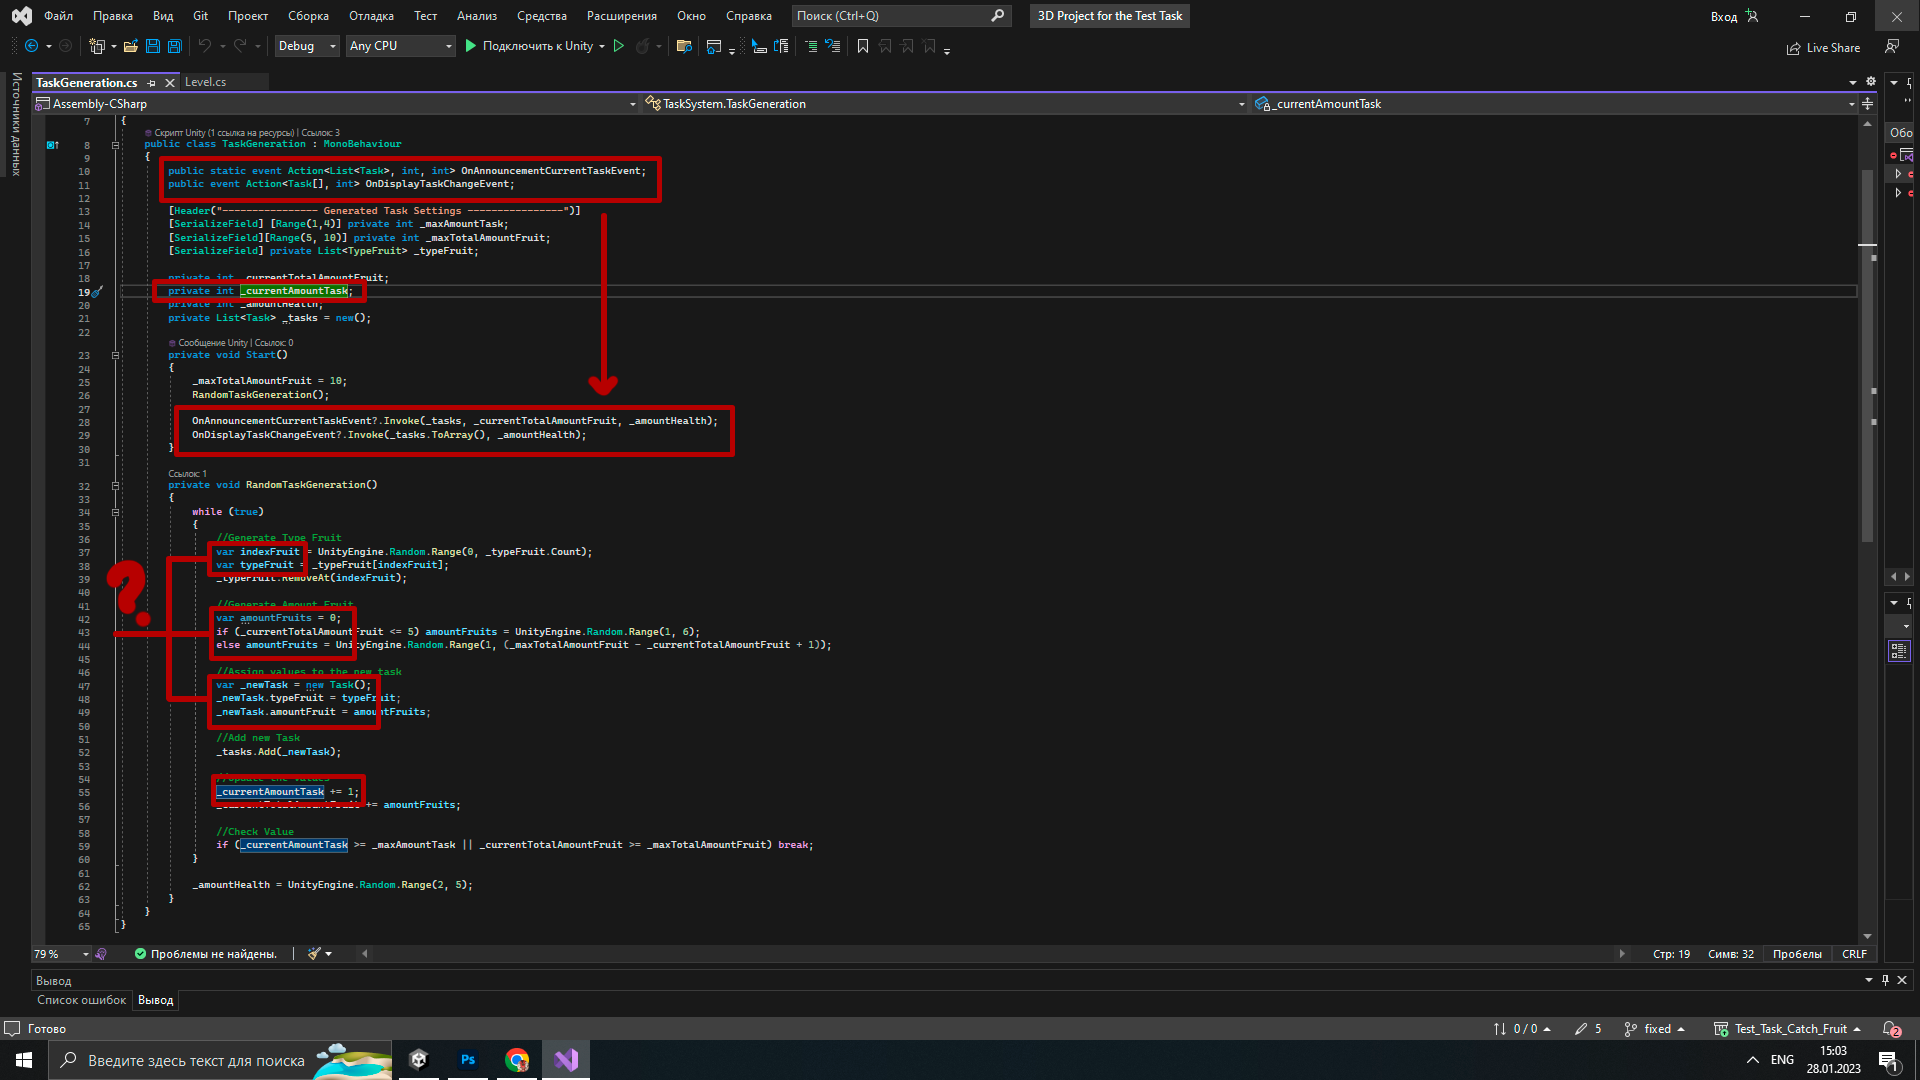 Файл Правка Вид Git Проект Сборка Отладка Тест Анализ Средства Расширения Окно Справка Поиск (Ctrl+Q) 3D Project for the Test Task Вход
Debug Any CPU Подключить к Unity Live Share
TaskGeneration.cs Level.cs
Источники данных
Assembly-CSharp TaskSystem.TaskGeneration _currentAmountTask
Обо
7 {
Скрипт Unity (1 ссылка на ресурсы) | Ссылок: 3
8 public class TaskGeneration : MonoBehaviour
9 {
10 public static event Action<List<Task>, int, int> OnAnnouncementCurrentTaskEvent;
11 public event Action<Task[], int> OnDisplayTaskChangeEvent;
12
13 [Header("---------------- Generated Task Settings ----------------")]
14 [SerializeField] [Range(1,4)] private int _maxAmountTask;
15 [SerializeField][Range(5, 10)] private int _maxTotalAmountFruit;
16 [SerializeField] private List<TypeFruit> _typeFruit;
17
18 private int _currentTotalAmountFruit;
19 private int _currentAmountTask;
20 private int _amountHealth;
21 private List<Task> _tasks = new();
22
Сообщение Unity | Ссылок: 0
23 private void Start()
24 {
25 _maxTotalAmountFruit = 10;
26 RandomTaskGeneration();
27
28 OnAnnouncementCurrentTaskEvent?.Invoke(_tasks, _currentTotalAmountFruit, _amountHealth);
29 OnDisplayTaskChangeEvent?.Invoke(_tasks.ToArray(), _amountHealth);
30 }
31
Ссылок: 1
32 private void RandomTaskGeneration()
33 {
34 while (true)
35 {
36 //Generate Type Fruit
37 var indexFruit = UnityEngine.Random.Range(0, _typeFruit.Count);
38 var typeFruit = _typeFruit[indexFruit];
39 _typeFruit.RemoveAt(indexFruit);
40
41 //Generate Amount Fruit
42 var amountFruits = 0;
43 if (_currentTotalAmountFruit <= 5) amountFruits = UnityEngine.Random.Range(1, 6);
44 else amountFruits = UnityEngine.Random.Range(1, (_maxTotalAmountFruit - _currentTotalAmountFruit + 1));
45
46 //Assign values to the new task
47 var _newTask = new Task();
48 _newTask.typeFruit = typeFruit;
49 _newTask.amountFruit = amountFruits;
50
51 //Add new Task
52 _tasks.Add(_newTask);
53
54 //Update the values
55 _currentAmountTask += 1;
56 _currentTotalAmountFruit += amountFruits;
57
58 //Check Value
59 if (_currentAmountTask >= _maxAmountTask || _currentTotalAmountFruit >= _maxTotalAmountFruit) break;
60 }
61
62 _amountHealth = UnityEngine.Random.Range(2, 5);
63 }
64 }
65 }
?
79 % Проблемы не найдены. Стр: 19 Симв: 32 Пробелы CRLF
Вывод
Список ошибок Вывод
Готово 0 / 0 5 fixed Test_Task_Catch_Fruit 2
Введите здесь текст для поиска Ps ENG 15:03
28.01.2023 1